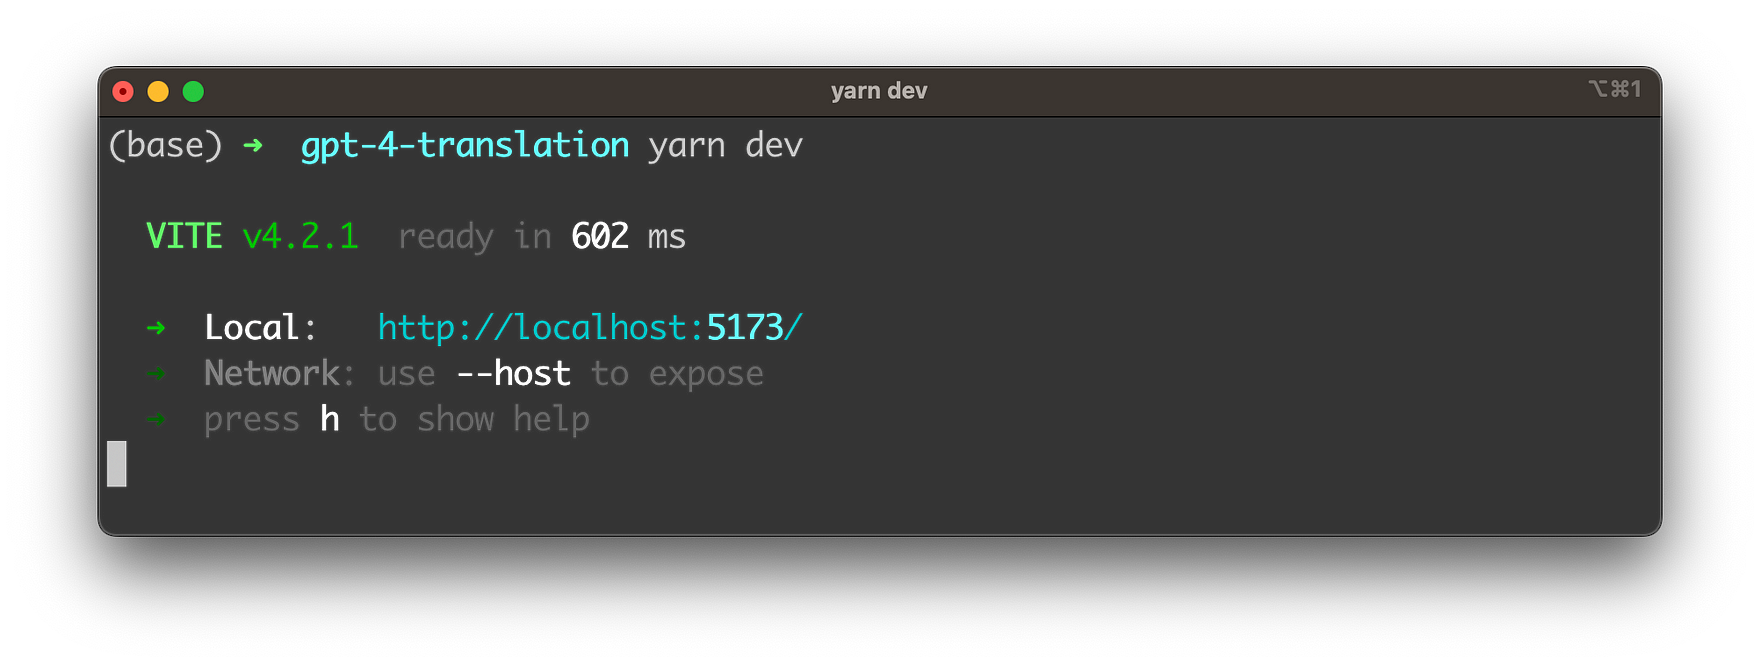 yarn dev
⌥⌘1
(base) ➜ gpt-4-translation yarn dev
VITE v4.2.1 ready in 602 ms
➜ Local: http://localhost:5173/
➜ Network: use --host to expose
➜ press h to show help